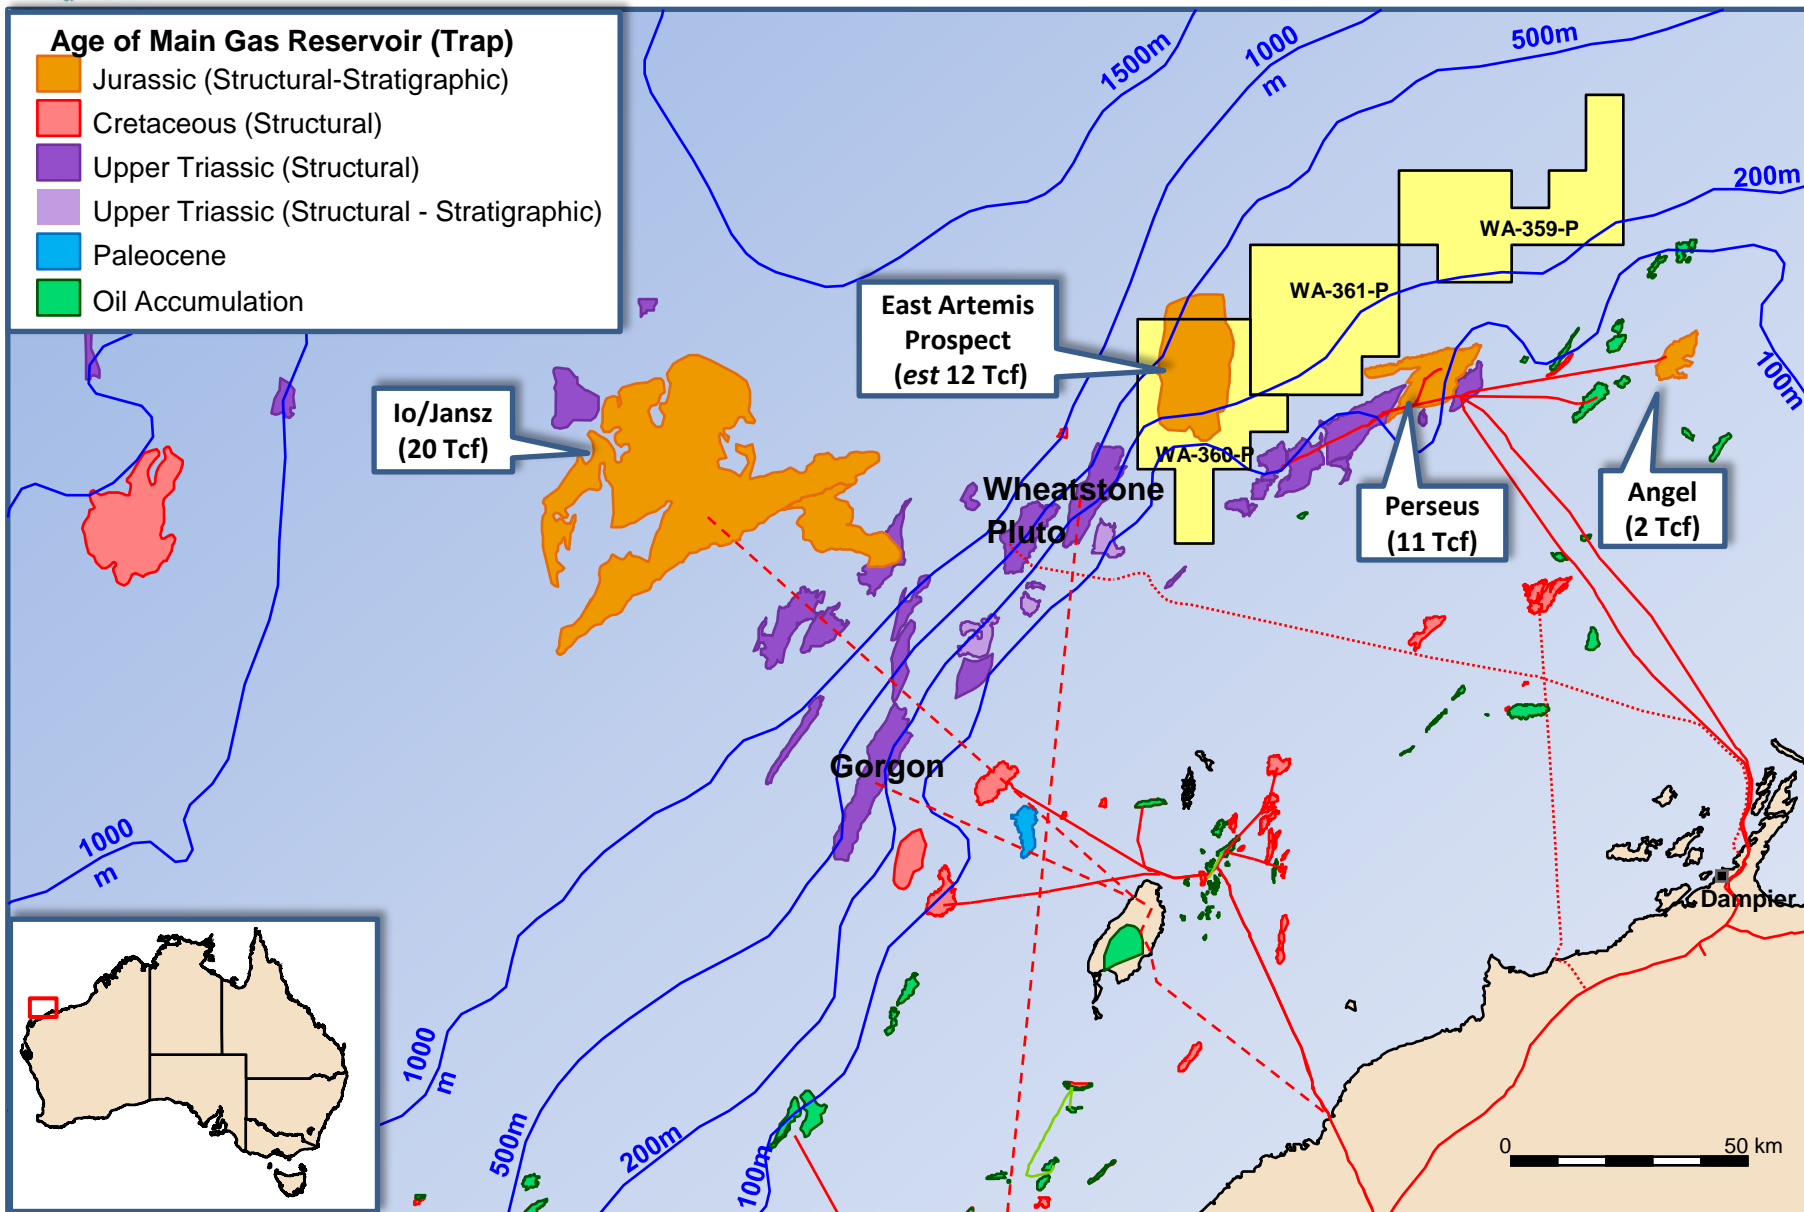 Age of Main Gas Reservoir (Trap)
Jurassic (Structural-Stratigraphic)
Cretaceous (Structural)
Upper Triassic (Structural)
Upper Triassic (Structural - Stratigraphic)
Paleocene
Oil Accumulation
1500m
1000
m
500m
200m
100m
WA-359-P
WA-361-P
WA-360-P
East Artemis
Prospect
(est 12 Tcf)
Io/Jansz
(20 Tcf)
Wheatstone
Pluto
Perseus
(11 Tcf)
Angel
(2 Tcf)
Gorgon
1000
m
Dampier
1000
m
500m
200m
100m
0
50 km